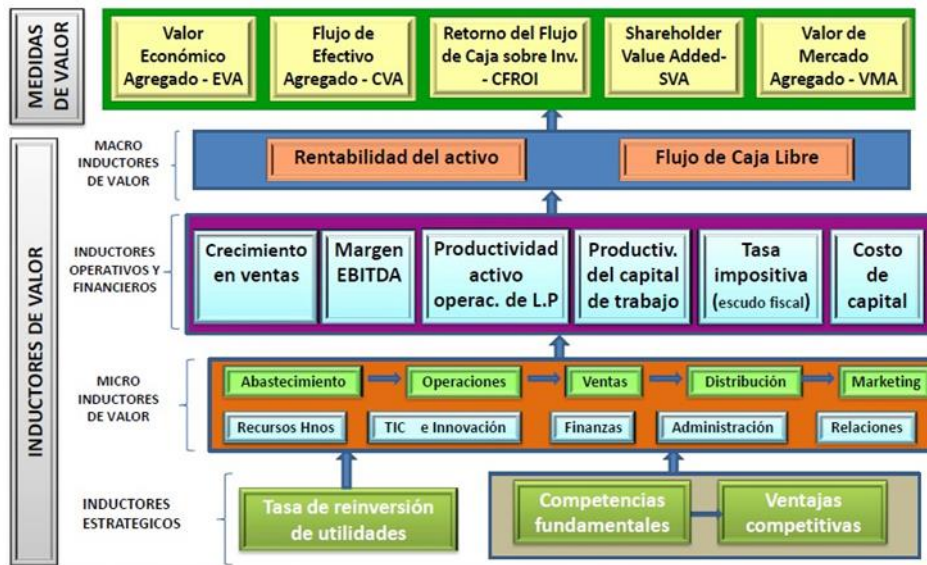 MEDIDAS
DE VALOR
Valor
Económico
Agregado - EVA
Flujo de
Efectivo
Agregado - CVA
Retorno del Flujo
de Caja sobre Inv.
- CFROI
Shareholder
Value Added-
SVA
Valor de
Mercado
Agregado - VMA
INDUCTORES DE VALOR
MACRO
INDUCTORES
DE VALOR
Rentabilidad del activo
Flujo de Caja Libre
INDUCTORES
OPERATIVOS Y
FINANCIEROS
Crecimiento
en ventas
Margen
EBITDA
Productividad
activo
operac. de L.P
Productiv.
del capital
de trabajo
Tasa
impositiva
(escudo fiscal)
Costo
de
capital
MICRO
INDUCTORES
DE VALOR
Abastecimiento
Operaciones
Ventas
Distribución
Marketing
Recursos Hnos
TIC e Innovación
Finanzas
Administración
Relaciones
INDUCTORES
ESTRATEGICOS
Tasa de reinversión
de utilidades
Competencias
fundamentales
Ventajas
competitivas